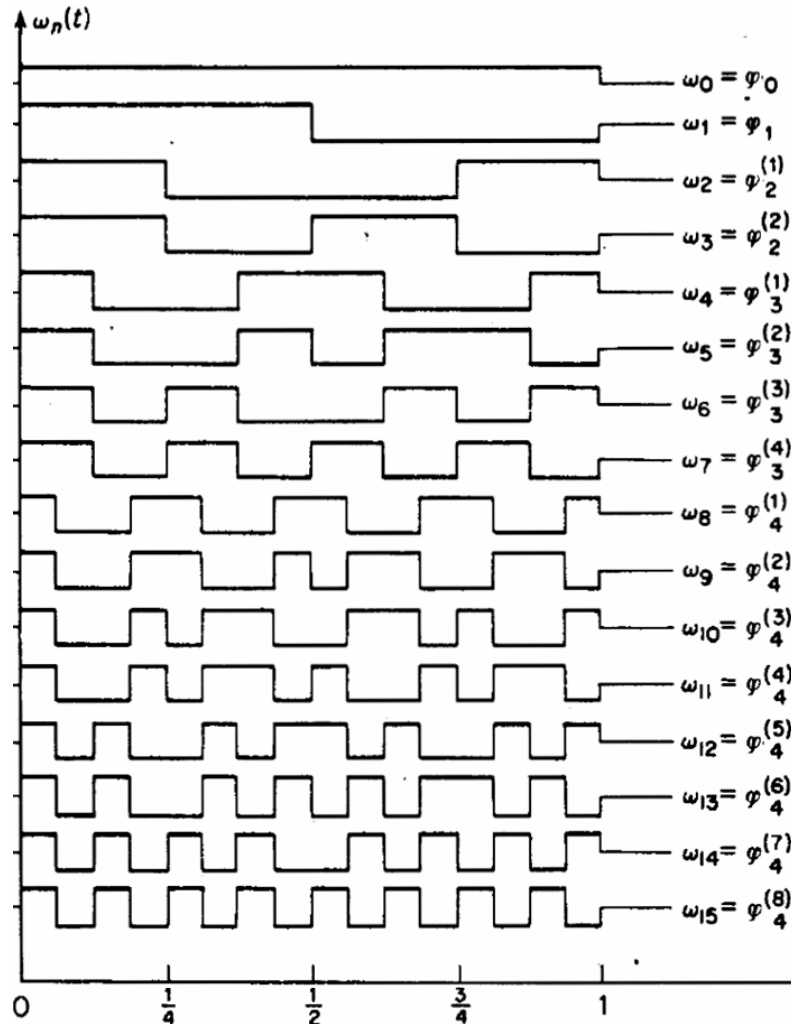 ωₙ(t)
ω₀ = φ₀
ω₁ = φ₁
ω₂ = φ₂⁽¹⁾
ω₃ = φ₂⁽²⁾
ω₄ = φ₃⁽¹⁾
ω₅ = φ₃⁽²⁾
ω₆ = φ₃⁽³⁾
ω₇ = φ₃⁽⁴⁾
ω₈ = φ₄⁽¹⁾
ω₉ = φ₄⁽²⁾
ω₁₀ = φ₄⁽³⁾
ω₁₁ = φ₄⁽⁴⁾
ω₁₂ = φ₄⁽⁵⁾
ω₁₃ = φ₄⁽⁶⁾
ω₁₄ = φ₄⁽⁷⁾
ω₁₅ = φ₄⁽⁸⁾
0 1/4 1/2 3/4 1